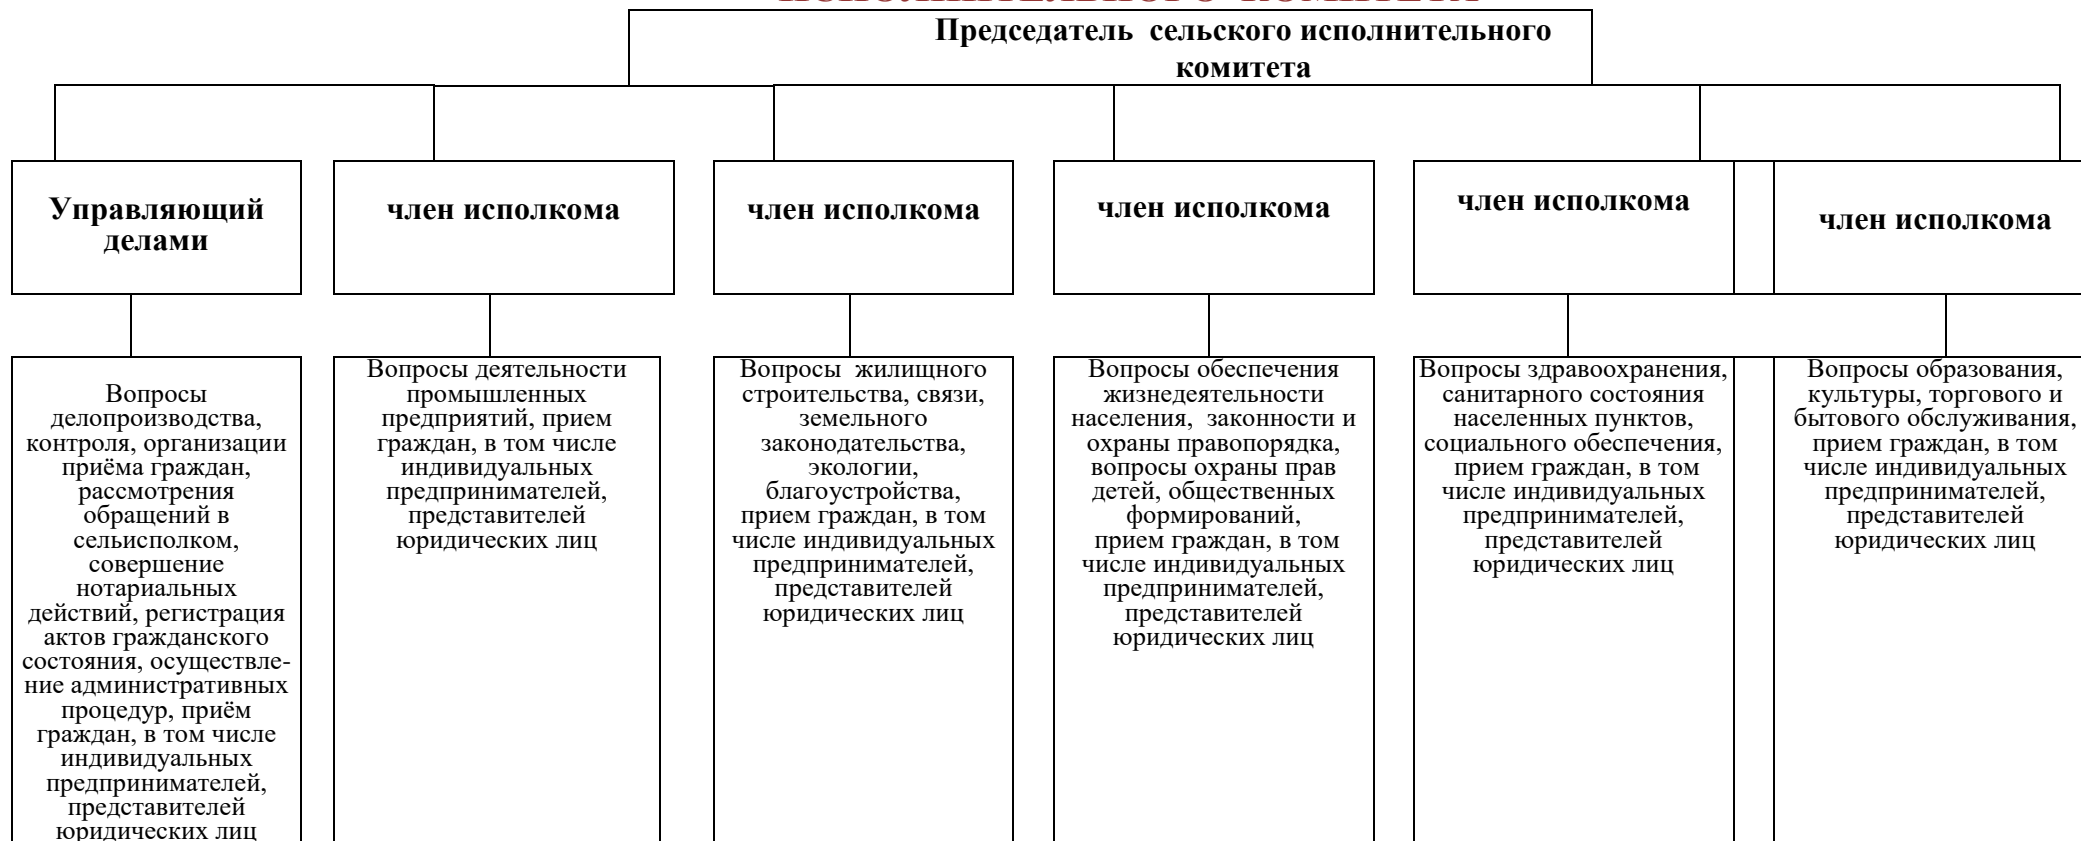 ИСПОЛНИТЕЛЬНОГО КОМИТЕТА
Председатель сельского исполнительного
комитета
Управляющий
делами
член исполкома
член исполкома
член исполкома
член исполкома
член исполкома
Вопросы
делопроизводства,
контроля, организации
приёма граждан,
рассмотрения
обращений в
сельисполком,
совершение
нотариальных
действий, регистрация
актов гражданского
состояния, осуществле-
ние административных
процедур, приём
граждан, в том числе
индивидуальных
предпринимателей,
представителей
юридических лиц
Вопросы деятельности
промышленных
предприятий, прием
граждан, в том числе
индивидуальных
предпринимателей,
представителей
юридических лиц
Вопросы жилищного
строительства, связи,
земельного
законодательства,
экологии,
благоустройства,
прием граждан, в том
числе индивидуальных
предпринимателей,
представителей
юридических лиц
Вопросы обеспечения
жизнедеятельности
населения, законности и
охраны правопорядка,
вопросы охраны прав
детей, общественных
формирований,
прием граждан, в том
числе индивидуальных
предпринимателей,
представителей
юридических лиц
Вопросы здравоохранения,
санитарного состояния
населенных пунктов,
социального обеспечения,
прием граждан, в том
числе индивидуальных
предпринимателей,
представителей
юридических лиц
Вопросы образования,
культуры, торгового и
бытового обслуживания,
прием граждан, в том
числе индивидуальных
предпринимателей,
представителей
юридических лиц